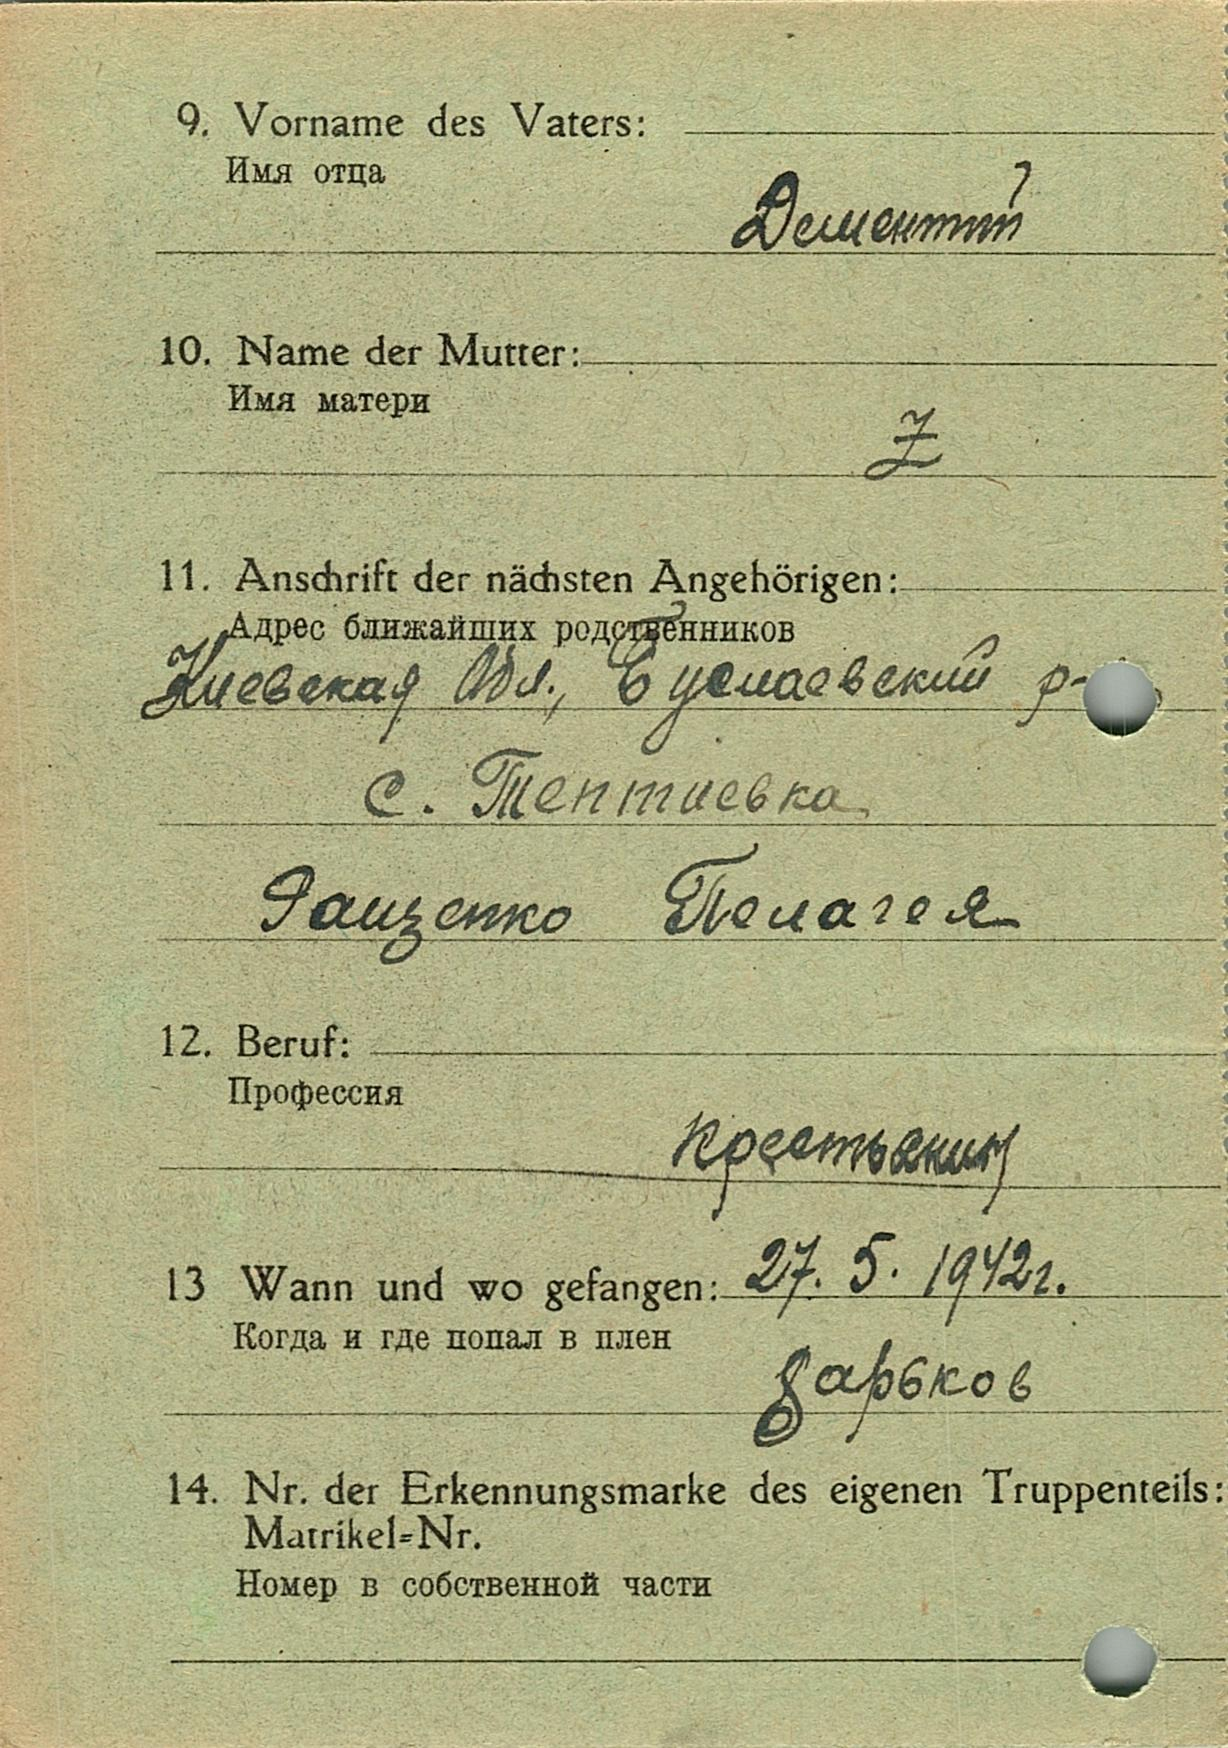 9. Vorname des Vaters:
Имя отца
Дементий
10. Name der Mutter:
Имя матери
Z
11. Anschrift der nächsten Angehörigen:
Адрес ближайших родственников
Киевская Обл., Буслаевский р-
с. Тептиевка
Яащенко Пелагея
12. Beruf:
Профессия
крестьянин
13 Wann und wo gefangen: 27. 5. 1942г.
Когда и где попал в плен
Харьков
14. Nr. der Erkennungsmarke des eigenen Truppenteils:
Matrikel=Nr.
Номер в собственной части